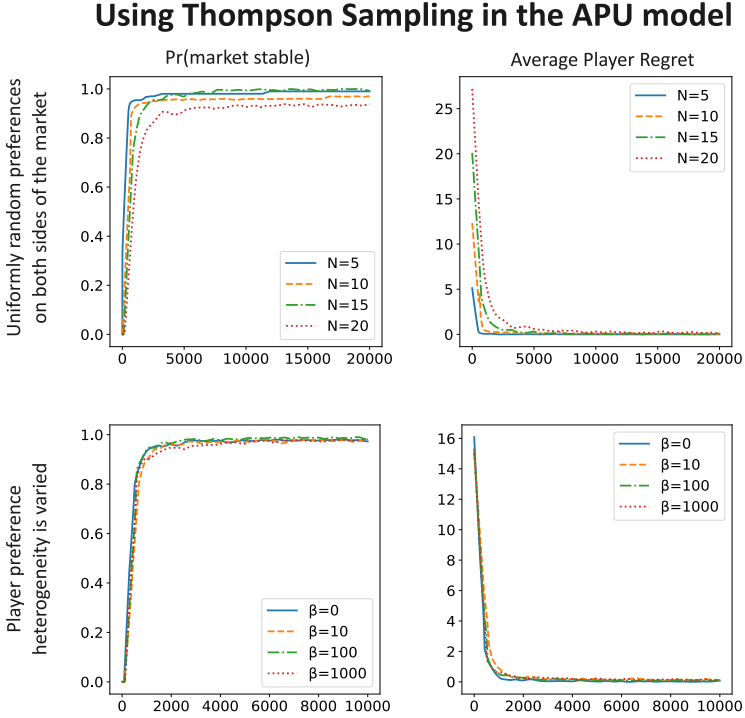 Using Thompson Sampling in the APU model
Pr(market stable)
Average Player Regret
Uniformly random preferences
on both sides of the market
1.0
0.8
0.6
0.4
0.2
0.0
0 5000 10000 15000 20000
N=5
N=10
N=15
N=20
25
20
15
10
5
0
0 5000 10000 15000 20000
N=5
N=10
N=15
N=20
Player preference
heterogeneity is varied
1.0
0.8
0.6
0.4
0.2
0.0
0 2000 4000 6000 8000 10000
β=0
β=10
β=100
β=1000
16
14
12
10
8
6
4
2
0
0 2000 4000 6000 8000 10000
β=0
β=10
β=100
β=1000